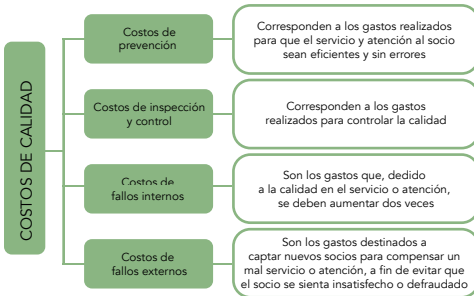 COSTOS DE CALIDAD
Costos de
prevención
Corresponden a los gastos realizados
para que el servicio y atención al socio
sean eficientes y sin errores
Costos de inspección
y control
Corresponden a los gastos
realizados para controlar la calidad
Costos de
fallos internos
Son los gastos que, dedido
a la calidad en el servicio o atención,
se deben aumentar dos veces
Costos de
fallos externos
Son los gastos destinados a
captar nuevos socios para compensar un
mal servicio o atención, a fin de evitar que
el socio se sienta insatisfecho o defraudado